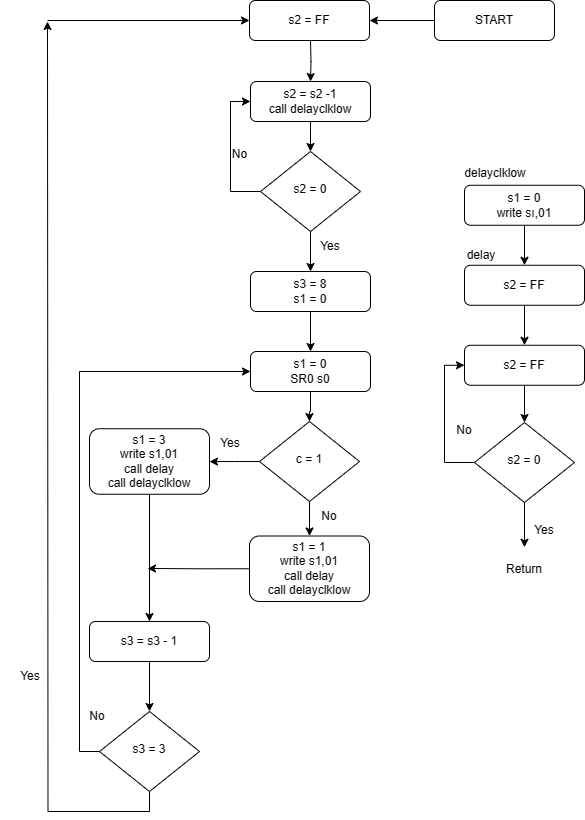 s2 = FF
START
s2 = s2 -1
call delayclklow
No
s2 = 0
Yes
s3 = 8
s1 = 0
s1 = 0
SR0 s0
Yes
c = 1
s1 = 3
write s1,01
call delay
call delayclklow
No
s1 = 1
write s1,01
call delay
call delayclklow
s3 = s3 - 1
Yes
No
s3 = 3
delayclklow
s1 = 0
write sı,01
delay
s2 = FF
s2 = FF
No
s2 = 0
Yes
Return